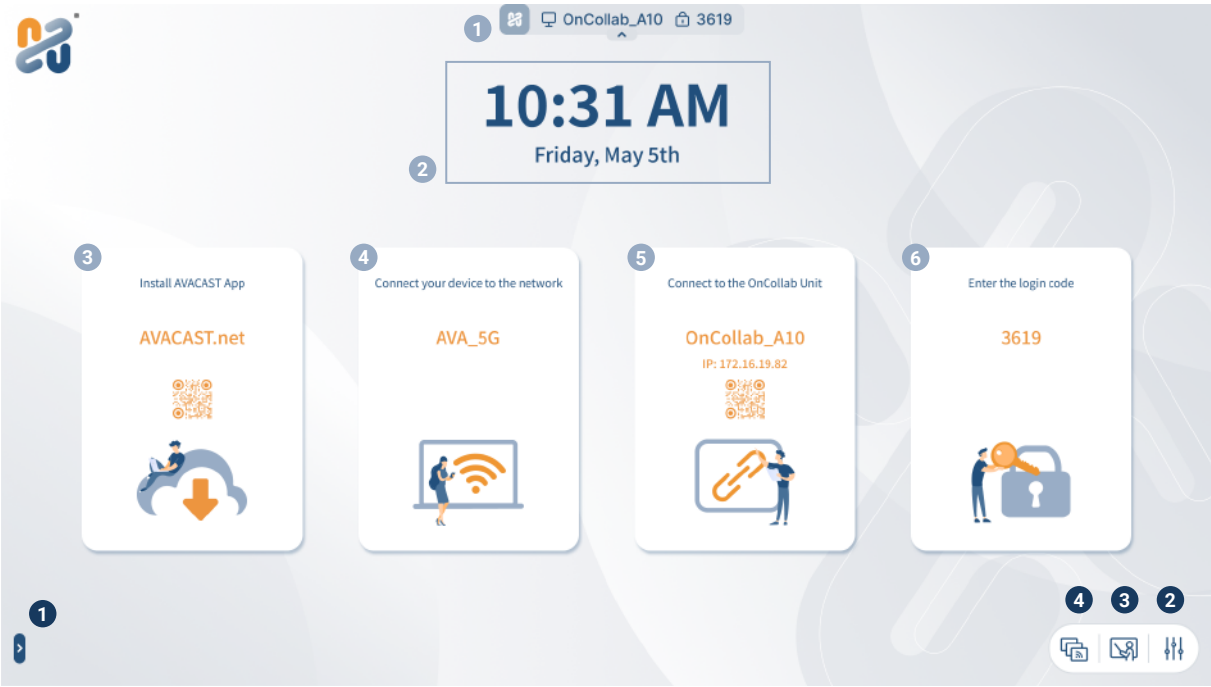 1
OnCollab_A10 3619
10:31 AM
Friday, May 5th
2
3
Install AVACAST App
AVACAST.net
4
Connect your device to the network
AVA_5G
5
Connect to the OnCollab Unit
OnCollab_A10
IP: 172.16.19.82
6
Enter the login code
3619
1
4 3 2